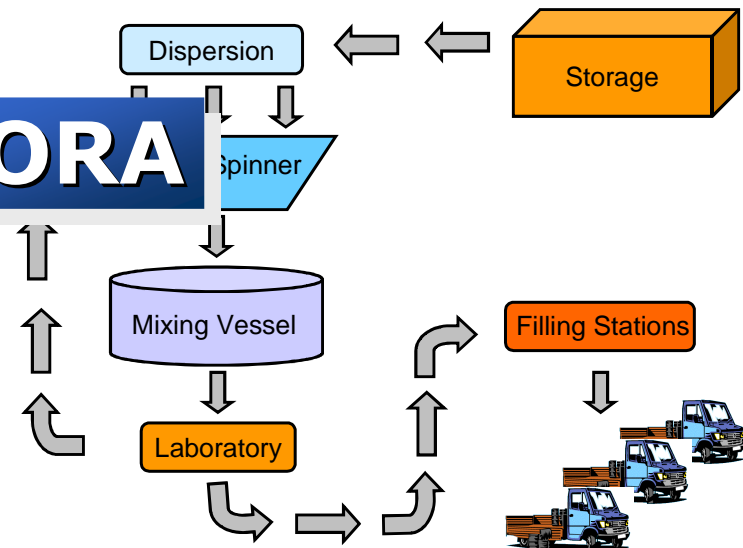 Dispersion
Storage
ORA
Spinner
Mixing Vessel
Filling Stations
Laboratory